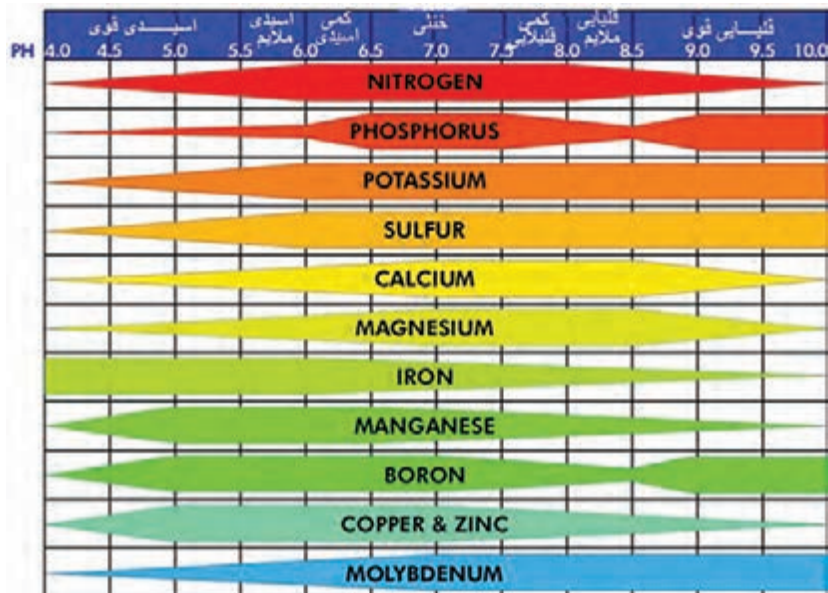 اسیدی قوی
اسیدی ملایم
کمی اسیدی
خنثی
کمی قلیایی
قلیایی ملایم
قلیایی قوی
PH 4.0 4.5 5.0 5.5 6.0 6.5 7.0 7.5 8.0 8.5 9.0 9.5 10.0
NITROGEN
PHOSPHORUS
POTASSIUM
SULFUR
CALCIUM
MAGNESIUM
IRON
MANGANESE
BORON
COPPER & ZINC
MOLYBDENUM